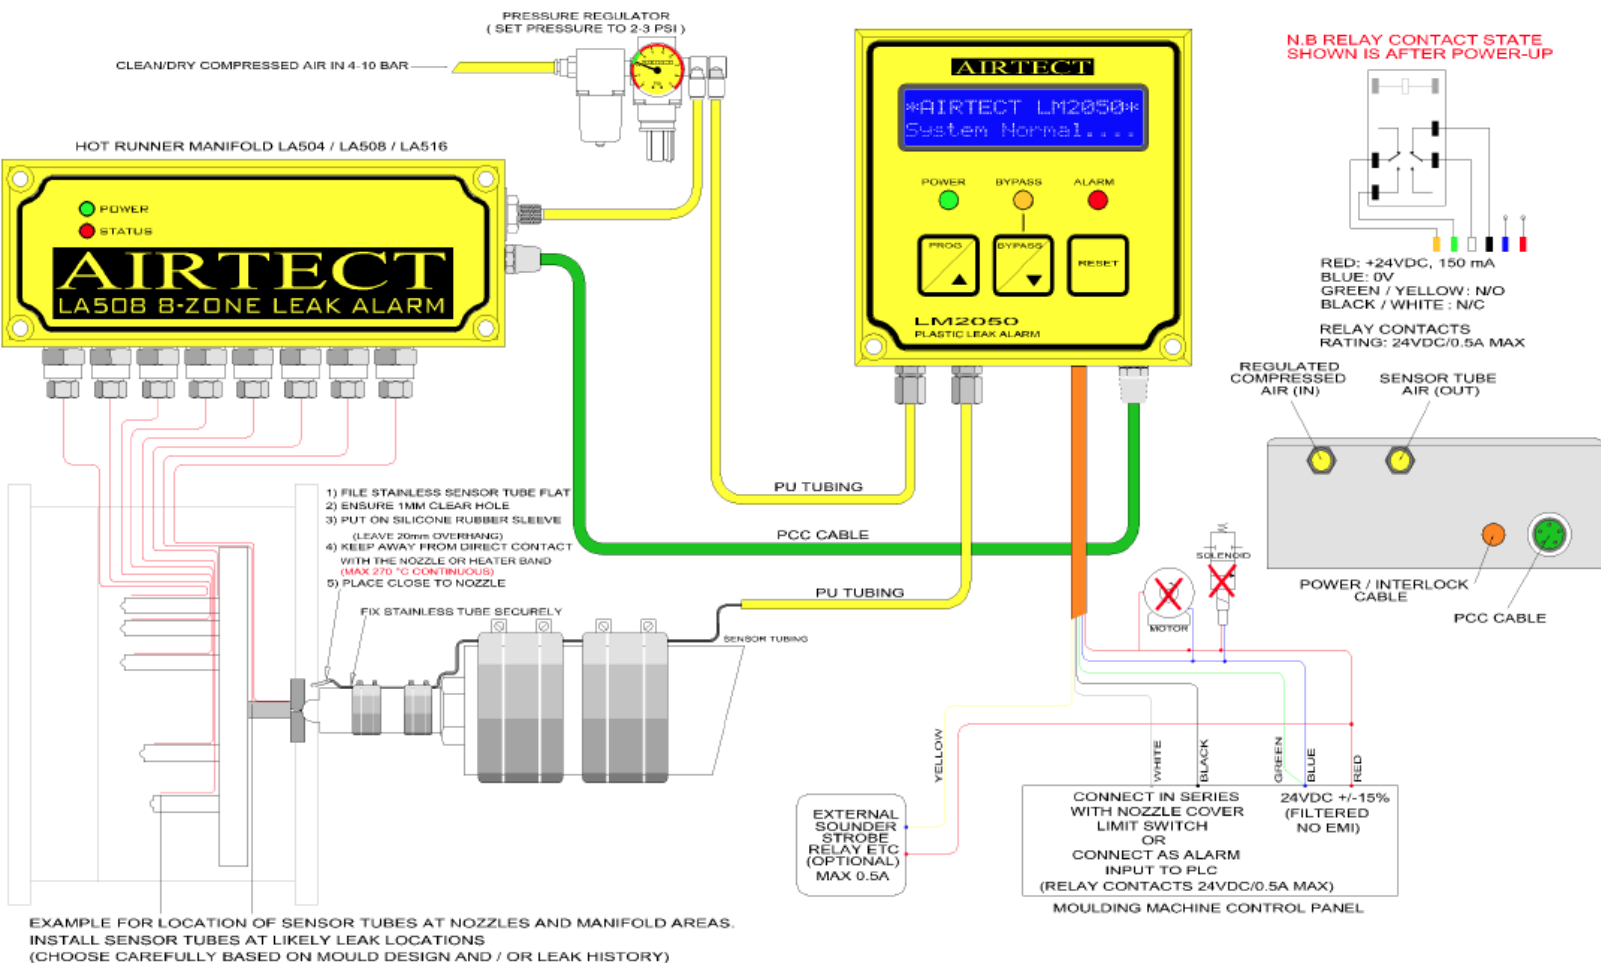 PRESSURE REGULATOR
( SET PRESSURE TO 2-3 PSI )
CLEAN/DRY COMPRESSED AIR IN 4-10 BAR
HOT RUNNER MANIFOLD LA504 / LA508 / LA516
POWER
STATUS
AIRTECT
LA508 8-ZONE LEAK ALARM
AIRTECT
*AIRTECT LM2050*
System Normal....
POWER
BYPASS
ALARM
PROG
BYPASS
RESET
LM2050
PLASTIC LEAK ALARM
N.B RELAY CONTACT STATE
SHOWN IS AFTER POWER-UP
RED: +24VDC, 150 mA
BLUE: 0V
GREEN / YELLOW: N/O
BLACK / WHITE : N/C
RELAY CONTACTS
RATING: 24VDC/0.5A MAX
REGULATED
COMPRESSED
AIR (IN)
SENSOR TUBE
AIR (OUT)
POWER / INTERLOCK
CABLE
PCC CABLE
PU TUBING
PCC CABLE
PU TUBING
1) FILE STAINLESS SENSOR TUBE FLAT
2) ENSURE 1MM CLEAR HOLE
3) PUT ON SILICONE RUBBER SLEEVE
(LEAVE 20mm OVERHANG)
4) KEEP AWAY FROM DIRECT CONTACT
WITH THE NOZZLE OR HEATER BAND
(MAX 270 °C CONTINUOUS)
5) PLACE CLOSE TO NOZZLE
FIX STAINLESS TUBE SECURELY
SENSOR TUBING
SOLENOID
MOTOR
YELLOW
WHITE
BLACK
GREEN
BLUE
RED
EXTERNAL
SOUNDER
STROBE
RELAY ETC
(OPTIONAL)
MAX 0.5A
CONNECT IN SERIES
WITH NOZZLE COVER
LIMIT SWITCH
OR
CONNECT AS ALARM
INPUT TO PLC
(RELAY CONTACTS 24VDC/0.5A MAX)
24VDC +/-15%
(FILTERED
NO EMI)
MOULDING MACHINE CONTROL PANEL
EXAMPLE FOR LOCATION OF SENSOR TUBES AT NOZZLES AND MANIFOLD AREAS.
INSTALL SENSOR TUBES AT LIKELY LEAK LOCATIONS
(CHOOSE CAREFULLY BASED ON MOULD DESIGN AND / OR LEAK HISTORY)